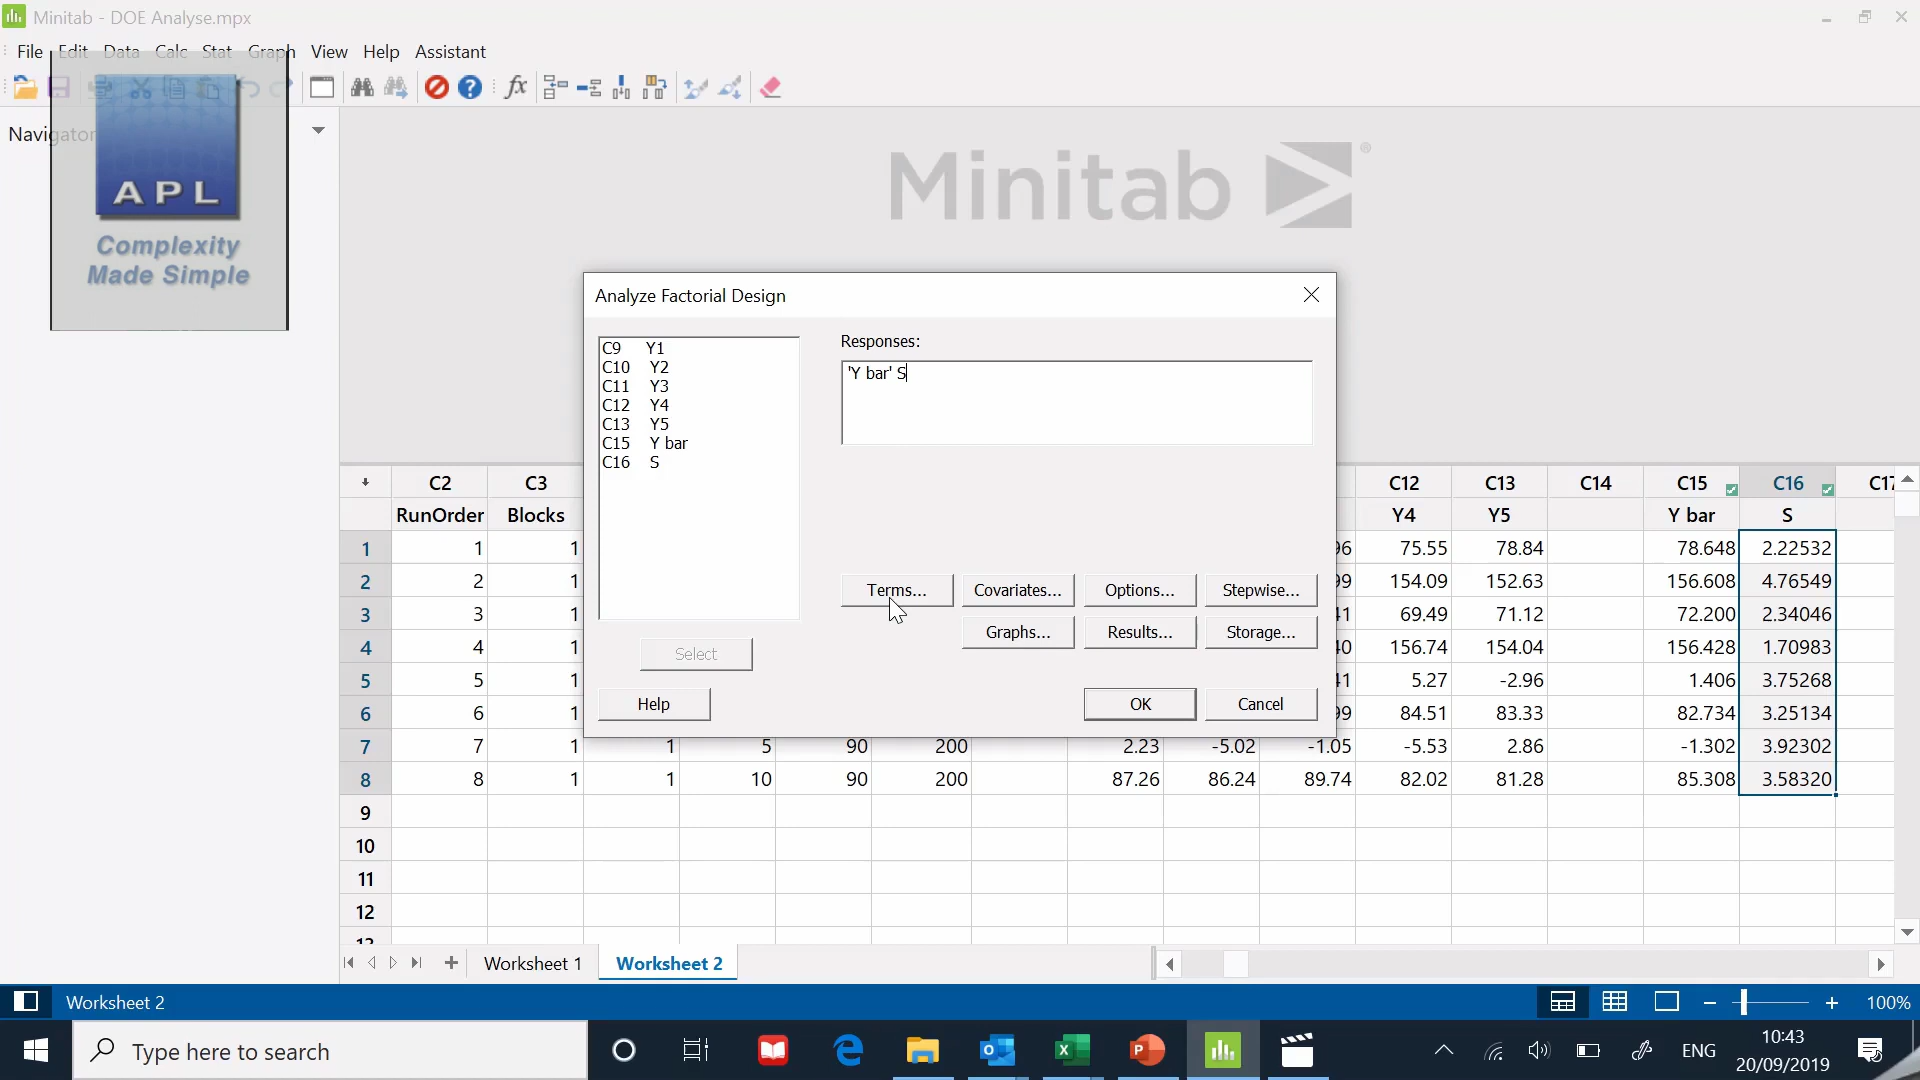 Minitab - DOE Analyse.mpx
File Edit Data Calc Stat Graph View Help Assistant
Navigator
APL
Complexity
Made Simple
Minitab
®
Analyze Factorial Design
C9 Y1
C10 Y2
C11 Y3
C12 Y4
C13 Y5
C15 Y bar
C16 S
Responses:
'Y bar' S
Terms... Covariates... Options... Stepwise...
Graphs... Results... Storage...
Select
Help OK Cancel
C2 C3 C12 C13 C14 C15 C16 C17
RunOrder Blocks Y4 Y5 Y bar S
1 1 1 96 75.55 78.84 78.648 2.22532
2 2 1 99 154.09 152.63 156.608 4.76549
3 3 1 41 69.49 71.12 72.200 2.34046
4 4 1 40 156.74 154.04 156.428 1.70983
5 5 1 41 5.27 -2.96 1.406 3.75268
6 6 1 99 84.51 83.33 82.734 3.25134
7 7 1 1 5 90 200 2.23 -5.02 -1.05 -5.53 2.86 -1.302 3.92302
8 8 1 1 10 90 200 87.26 86.24 89.74 82.02 81.28 85.308 3.58320
9
10
11
12
13
Worksheet 1 Worksheet 2
Worksheet 2 100%
Type here to search
ENG
10:43
20/09/2019